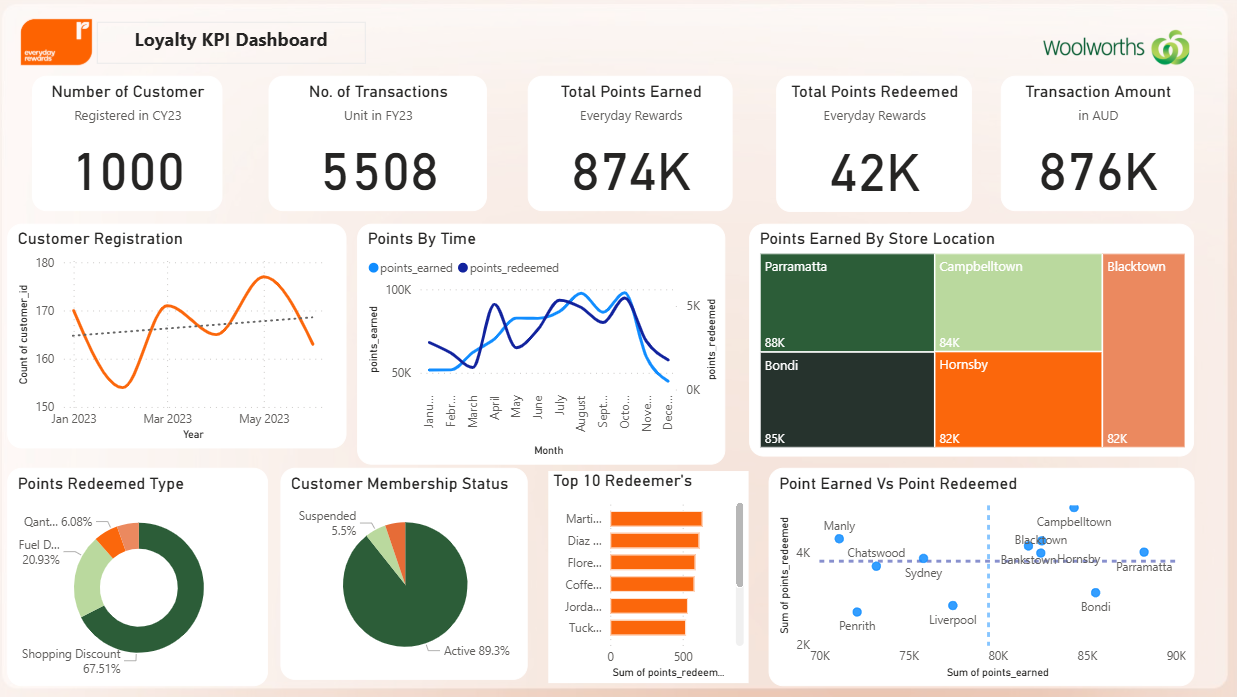 r
everyday
rewards
Loyalty KPI Dashboard
Woolworths
Number of Customer
Registered in CY23
1000
No. of Transactions
Unit in FY23
5508
Total Points Earned
Everyday Rewards
874K
Total Points Redeemed
Everyday Rewards
42K
Transaction Amount
in AUD
876K
Customer Registration
Count of customer_id
180
170
160
150
Jan 2023
Mar 2023
May 2023
Year
Points By Time
points_earned
points_redeemed
points_earned
100K
50K
points_redeemed
5K
0K
Janu...
Febr...
March
April
May
June
July
August
Sept...
Octo...
Nove...
Dece...
Month
Points Earned By Store Location
Parramatta
88K
Campbelltown
84K
Blacktown
82K
Bondi
85K
Hornsby
82K
Points Redeemed Type
Qant... 6.08%
Fuel D...
20.93%
Shopping Discount
67.51%
Customer Membership Status
Suspended
5.5%
Active 89.3%
Top 10 Redeemer's
Marti...
Diaz ...
Flore...
Coffe...
Jorda...
Tuck...
0
500
Sum of points_redeem...
Point Earned Vs Point Redeemed
Sum of points_redeemed
4K
2K
Manly
Chatswood
Sydney
Penrith
Liverpool
Campbelltown
Blacktown
Bankstown
Hornsby
Parramatta
Bondi
70K
75K
80K
85K
90K
Sum of points_earned